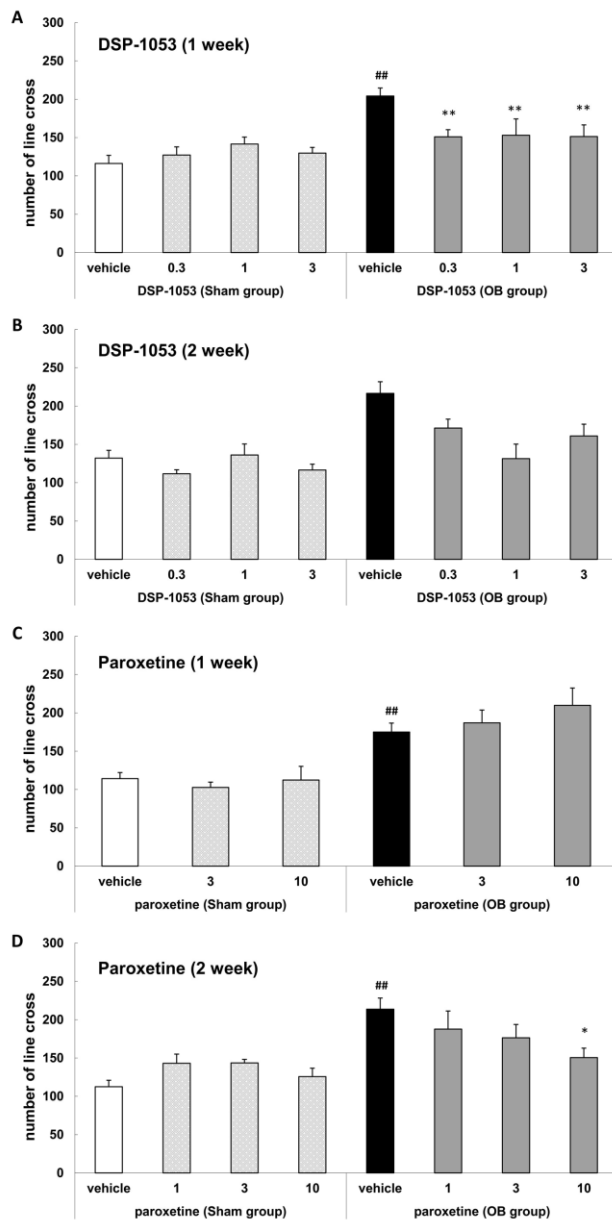 A
DSP-1053 (1 week)
number of line cross
300
250
200
150
100
50
0
##
**
**
**
vehicle 0.3 1 3 vehicle 0.3 1 3
DSP-1053 (Sham group) DSP-1053 (OB group)
B
DSP-1053 (2 week)
number of line cross
300
250
200
150
100
50
0
vehicle 0.3 1 3 vehicle 0.3 1 3
DSP-1053 (Sham group) DSP-1053 (OB group)
C
Paroxetine (1 week)
number of line cross
300
250
200
150
100
50
0
##
vehicle 3 10 vehicle 3 10
paroxetine (Sham group) paroxetine (OB group)
D
Paroxetine (2 week)
number of line cross
300
250
200
150
100
50
0
##
*
vehicle 1 3 10 vehicle 1 3 10
paroxetine (Sham group) paroxetine (OB group)